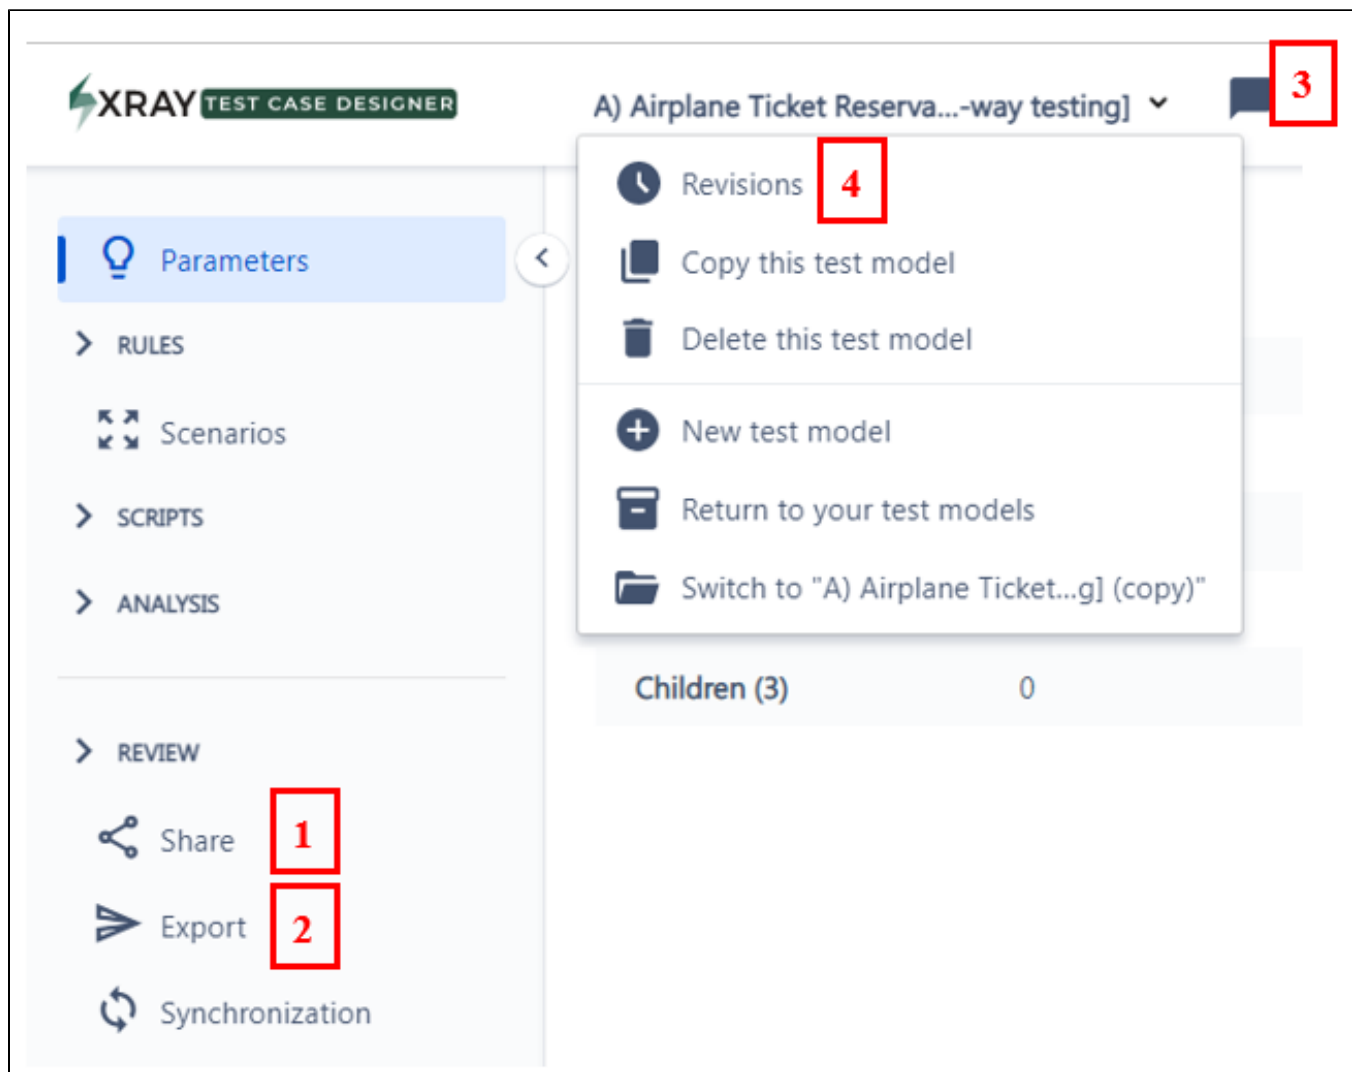 XRAY TEST CASE DESIGNER
A) Airplane Ticket Reserva...-way testing]
3
Revisions
4
Copy this test model
Delete this test model
New test model
Return to your test models
Switch to "A) Airplane Ticket...g] (copy)"
Parameters
RULES
Scenarios
SCRIPTS
ANALYSIS
Children (3) 0
REVIEW
Share
1
Export
2
Synchronization